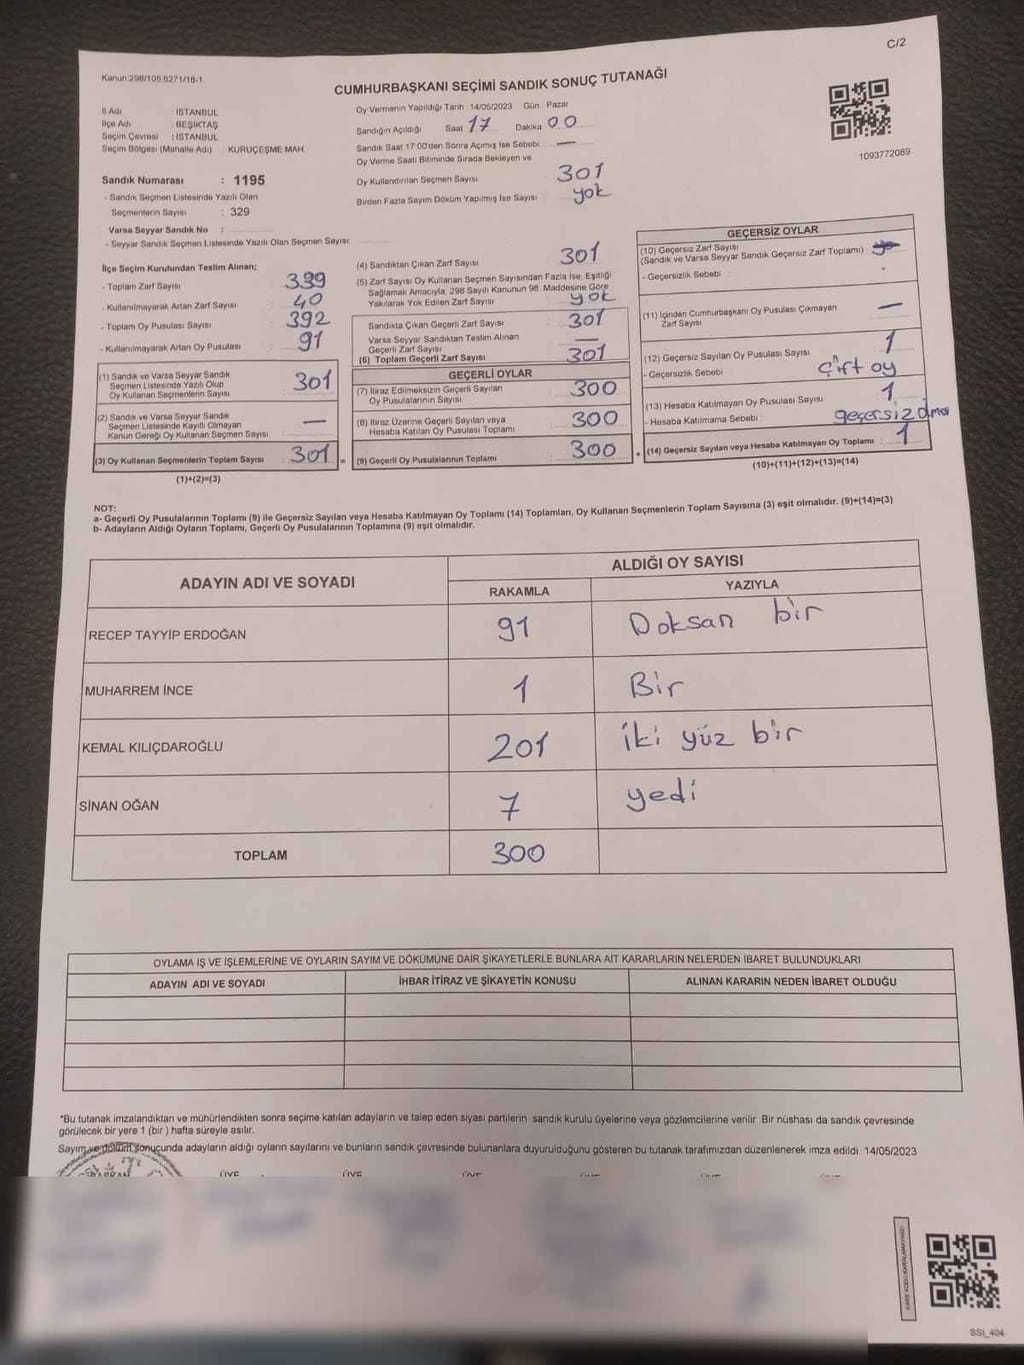 C/2
Kanun:298/105 6271/16-1
CUMHURBAŞKANI SEÇİMİ SANDIK SONUÇ TUTANAĞI
İl Adı : İSTANBUL
İlçe Adı : BEŞİKTAŞ
Seçim Çevresi : İSTANBUL
Seçim Bölgesi (Mahalle Adı) : KURUÇEŞME MAH.
Sandık Numarası : 1195
- Sandık Seçmen Listesinde Yazılı Olan
Seçmenlerin Sayısı : 329
Varsa Seyyar Sandık No :
- Seyyar Sandık Seçmen Listesinde Yazılı Olan Seçmen Sayısı:
Oy Vermenin Yapıldığı Tarih :14/05/2023 Gün : Pazar
Sandığın Açıldığı Saat 17 Dakika 00
Sandık Saat 17:00'den Sonra Açımış İse Sebebi —
Oy Verme Saati Bitiminde Sırada Bekleyen ve
Oy Kullandırılan Seçmen Sayısı 301
Birden Fazla Sayım Döküm Yapılmış İse Sayısı yok
1093772089
İlçe Seçim Kurulundan Teslim Alınan;
- Toplam Zarf Sayısı 339
- Kullanılmayarak Artan Zarf Sayısı 40
- Toplam Oy Pusulası Sayısı 392
- Kullanılmayarak Artan Oy Pusulası 91
(1) Sandık ve Varsa Seyyar Sandık
Seçmen Listesinde Yazılı Olup
Oy Kullanan Seçmenlerin Sayısı 301
(2) Sandık ve Varsa Seyyar Sandık
Seçmen Listesinde Kayıtlı Olmayan
Kanun Gereği Oy Kullanan Seçmen Sayısı —
(3) Oy Kullanan Seçmenlerin Toplam Sayısı 301 =
(1)+(2)=(3)
(4) Sandıktan Çıkan Zarf Sayısı 301
(5) Zarf Sayısı Oy Kullanan Seçmen Sayısından Fazla İse, Eşitliği
Sağlamak Amacıyla, 298 Sayılı Kanunun 98. Maddesine Göre
Yakılarak Yok Edilen Zarf Sayısı yok
Sandıkta Çıkan Geçerli Zarf Sayısı 301
Varsa Seyyar Sandıktan Teslim Alınan
Geçerli Zarf Sayısı —
(6) Toplam Geçerli Zarf Sayısı 301
GEÇERLİ OYLAR
(7) İtiraz Edilmeksizin Geçerli Sayılan
Oy Pusulalarının Sayısı 300
(8) İtiraz Üzerine Geçerli Sayılan veya
Hesaba Katılan Oy Pusulası Toplamı 300
(9) Geçerli Oy Pusulalarının Toplamı 300 +
GEÇERSİZ OYLAR
(10) Geçersiz Zarf Sayısı
(Sandık ve Varsa Seyyar Sandık Geçersiz Zarf Toplamı) :
- Geçersizlik Sebebi :
(11) İçinden Cumhurbaşkanı Oy Pusulası Çıkmayan
Zarf Sayısı —
(12) Geçersiz Sayılan Oy Pusulası Sayısı 1
- Geçersizlik Sebebi : Çift oy
(13) Hesaba Katılmayan Oy Pusulası Sayısı 1
- Hesaba Katılmama Sebebi : geçersiz olması
(14) Geçersiz Sayılan veya Hesaba Katılmayan Oy Toplamı : 1
(10)+(11)+(12)+(13)=(14)
NOT:
a- Geçerli Oy Pusulalarının Toplamı (9) ile Geçersiz Sayılan veya Hesaba Katılmayan Oy Toplamı (14) Toplamları, Oy Kullanan Seçmenlerin Toplam Sayısına (3) eşit olmalıdır. (9)+(14)=(3)
b- Adayların Aldığı Oyların Toplamı, Geçerli Oy Pusulalarının Toplamına (9) eşit olmalıdır.
ADAYIN ADI VE SOYADI
ALDIĞI OY SAYISI
RAKAMLA YAZIYLA
RECEP TAYYİP ERDOĞAN 91 Doksan bir
MUHARREM İNCE 1 Bir
KEMAL KILIÇDAROĞLU 201 iki yüz bir
SİNAN OĞAN 7 yedi
TOPLAM 300
OYLAMA İŞ VE İŞLEMLERİNE VE OYLARIN SAYIM VE DÖKÜMÜNE DAİR ŞİKAYETLERLE BUNLARA AİT KARARLARIN NELERDEN İBARET BULUNDUKLARI
ADAYIN ADI VE SOYADI İHBAR İTİRAZ VE ŞİKAYETİN KONUSU ALINAN KARARIN NEDEN İBARET OLDUĞU
*Bu tutanak imzalandıktan ve mühürlendikten sonra seçime katılan adayların ve talep eden siyasi partilerin sandık kurulu üyelerine veya gözlemcilerine verilir. Bir nüshası da sandık çevresinde
görülecek bir yere 1 (bir ) hafta süreyle asılır.
Sayım ve döküm sonucunda adayların aldığı oyların sayılarını ve bunların sandık çevresinde bulunanlara duyurulduğunu gösteren bu tutanak tarafımızdan düzenlenerek imza edildi. 14/05/2023
BAŞKAN ÜYE ÜYE ÜYE
KARE KODU KARALAMAYINIZ!
SSI_404